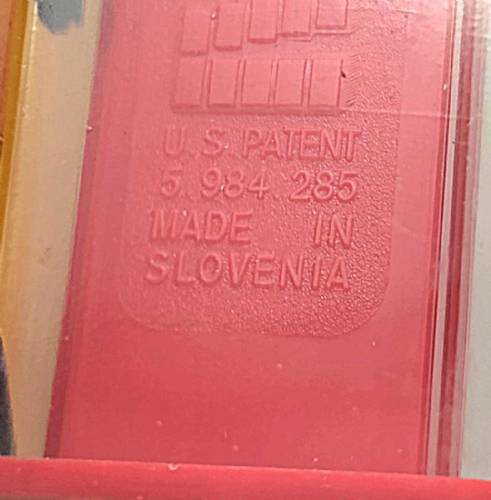 U.S. PATENT
5.984.285
MADE IN
SLOVENIA